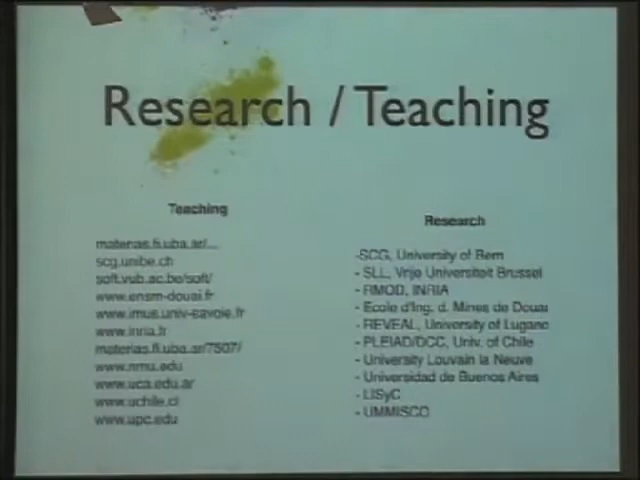 Research / Teaching
Teaching
materias.fi.uba.ar/...
scg.unibe.ch
soft.vub.ac.be/soft/
www.ensm-douai.fr
www.imus.univ-savoie.fr
www.inria.fr
materias.fi.uba.ar/7507/
www.nmu.edu
www.uca.edu.ar
www.uchile.cl
www.upc.edu
Research
-SCG, University of Bern
- SLL, Vrije Universiteit Brussel
- RMOD, INRIA
- Ecole d'Ing. d. Mines de Douai
- REVEAL, University of Lugano
- PLEIAD/DCC, Univ. of Chile
- University Louvain la Neuve
- Universidad de Buenos Aires
- LISyC
- UMMISCO